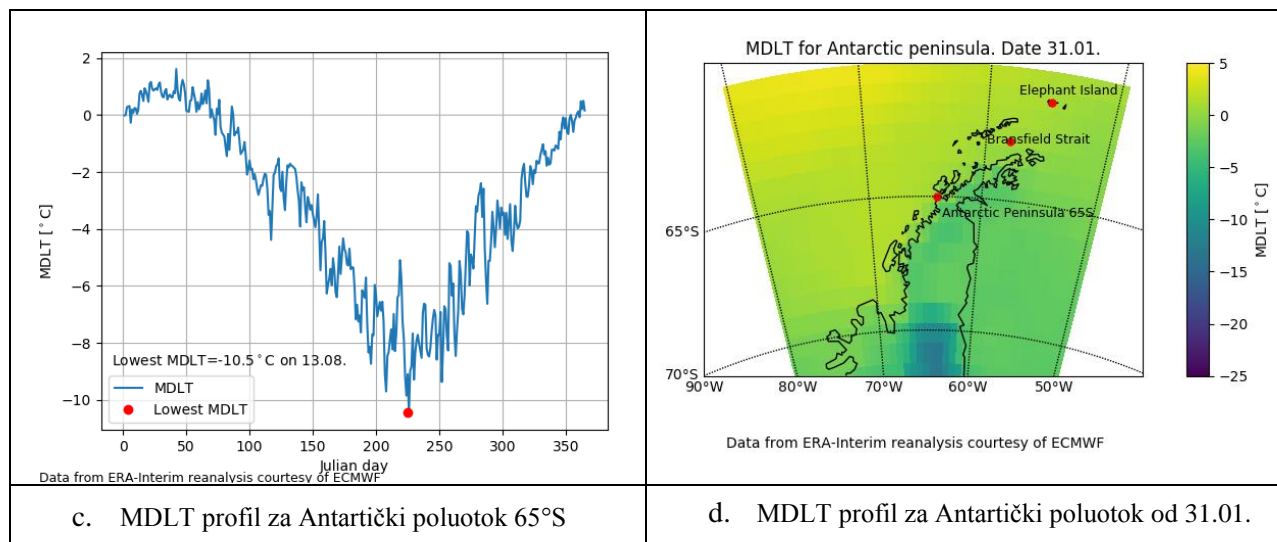 2
0
−2
−4
−6
−8
−10
MDLT [°C]
Lowest MDLT=-10.5°C on 13.08.
MDLT
Lowest MDLT
0 50 100 150 200 250 300 350
Julian day
Data from ERA-Interim reanalysis courtesy of ECMWF
c. MDLT profil za Antartički poluotok 65°S
MDLT for Antarctic peninsula. Date 31.01.
Elephant Island
Bransfield Strait
Antarctic Peninsula 65S
65°S
70°S
90°W 80°W 70°W 60°W 50°W
5
0
−5
−10
−15
−20
−25
MDLT [°C]
Data from ERA-Interim reanalysis courtesy of ECMWF
d. MDLT profil za Antartički poluotok od 31.01.